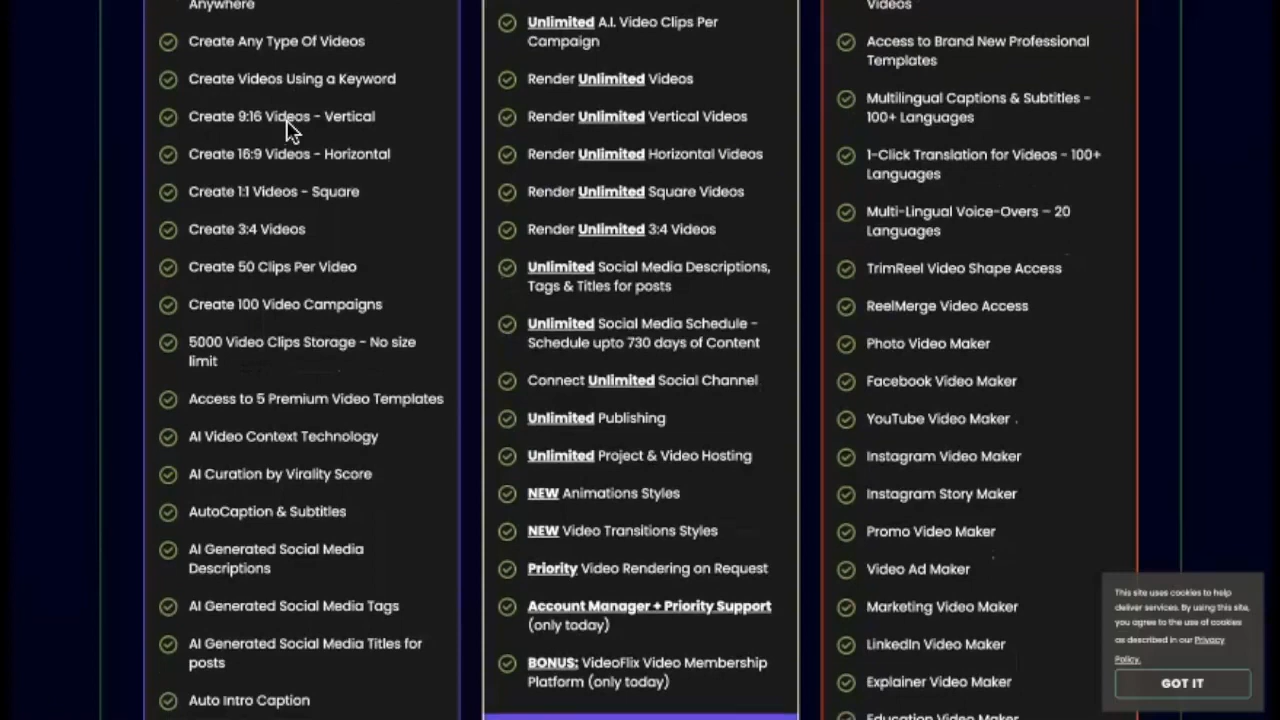 Anywhere
Create Any Type Of Videos
Create Videos Using a Keyword
Create 9:16 Videos - Vertical
Create 16:9 Videos - Horizontal
Create 1:1 Videos - Square
Create 3:4 Videos
Create 50 Clips Per Video
Create 100 Video Campaigns
5000 Video Clips Storage - No size
limit
Access to 5 Premium Video Templates
AI Video Context Technology
AI Curation by Virality Score
AutoCaption & Subtitles
AI Generated Social Media
Descriptions
AI Generated Social Media Tags
AI Generated Social Media Titles for
posts
Auto Intro Caption
Unlimited A.I. Video Clips Per
Campaign
Render Unlimited Videos
Render Unlimited Vertical Videos
Render Unlimited Horizontal Videos
Render Unlimited Square Videos
Render Unlimited 3:4 Videos
Unlimited Social Media Descriptions,
Tags & Titles for posts
Unlimited Social Media Schedule -
Schedule upto 730 days of Content
Connect Unlimited Social Channel
Unlimited Publishing
Unlimited Project & Video Hosting
NEW Animations Styles
NEW Video Transitions Styles
Priority Video Rendering on Request
Account Manager + Priority Support
(only today)
BONUS: VideoFlix Video Membership
Platform (only today)
Videos
Access to Brand New Professional
Templates
Multilingual Captions & Subtitles -
100+ Languages
1-Click Translation for Videos - 100+
Languages
Multi-Lingual Voice-Overs – 20
Languages
TrimReel Video Shape Access
ReelMerge Video Access
Photo Video Maker
Facebook Video Maker
YouTube Video Maker
Instagram Video Maker
Instagram Story Maker
Promo Video Maker
Video Ad Maker
Marketing Video Maker
LinkedIn Video Maker
Explainer Video Maker
Education Video Maker
This site uses cookies to help
deliver services. By using this site,
you agree to the use of cookies
as described in our Privacy
Policy.
GOT IT